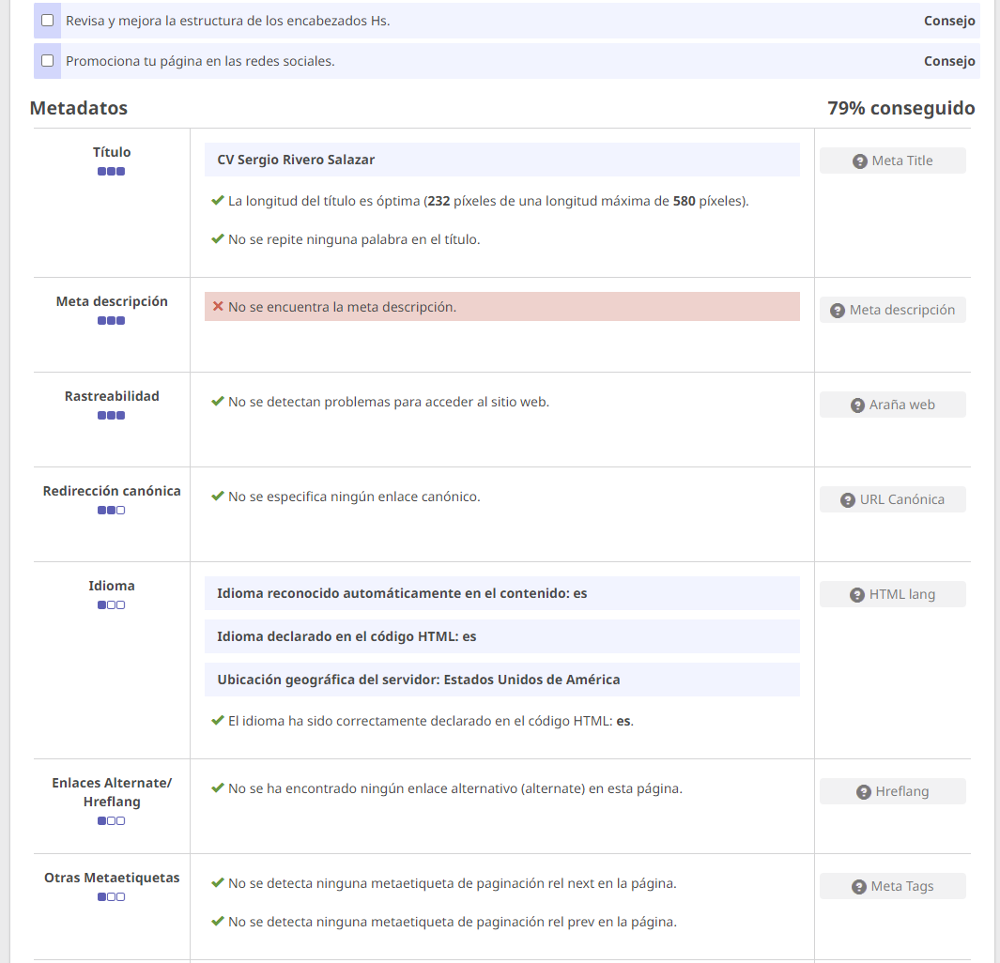 Revisa y mejora la estructura de los encabezados Hs.
Consejo
Promociona tu página en las redes sociales.
Consejo
Metadatos
79% conseguido
Título
CV Sergio Rivero Salazar
Meta Title
La longitud del título es óptima (232 píxeles de una longitud máxima de 580 píxeles).
No se repite ninguna palabra en el título.
Meta descripción
No se encuentra la meta descripción.
Meta descripción
Rastreabilidad
No se detectan problemas para acceder al sitio web.
Araña web
Redirección canónica
No se especifica ningún enlace canónico.
URL Canónica
Idioma
Idioma reconocido automáticamente en el contenido: es
HTML lang
Idioma declarado en el código HTML: es
Ubicación geográfica del servidor: Estados Unidos de América
El idioma ha sido correctamente declarado en el código HTML: es.
Enlaces Alternate/
Hreflang
No se ha encontrado ningún enlace alternativo (alternate) en esta página.
Hreflang
Otras Metaetiquetas
No se detecta ninguna metaetiqueta de paginación rel next en la página.
Meta Tags
No se detecta ninguna metaetiqueta de paginación rel prev en la página.